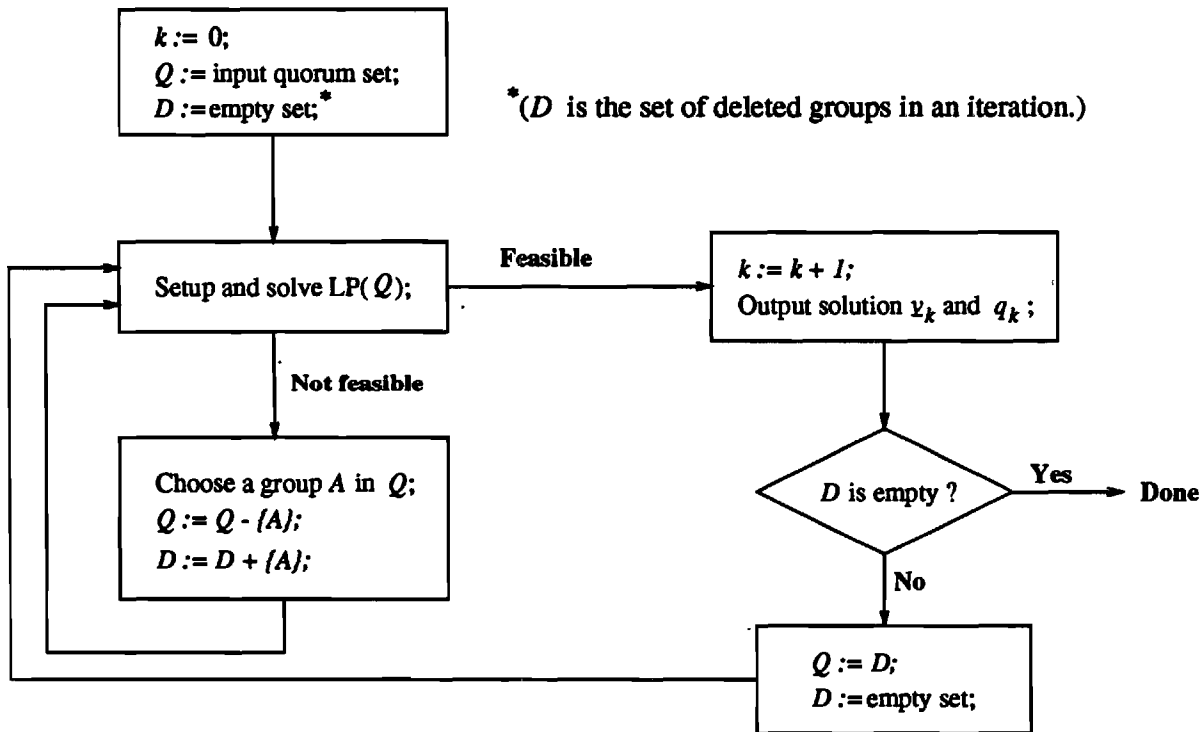 k := 0;
Q := input quorum set;
D := empty set;*
*(D is the set of deleted groups in an iteration.)
Setup and solve LP(Q);
Feasible
k := k + 1;
Output solution v_k and q_k ;
Not feasible
Choose a group A in Q;
Q := Q - {A};
D := D + {A};
D is empty ?
Yes
Done
No
Q := D;
D := empty set;